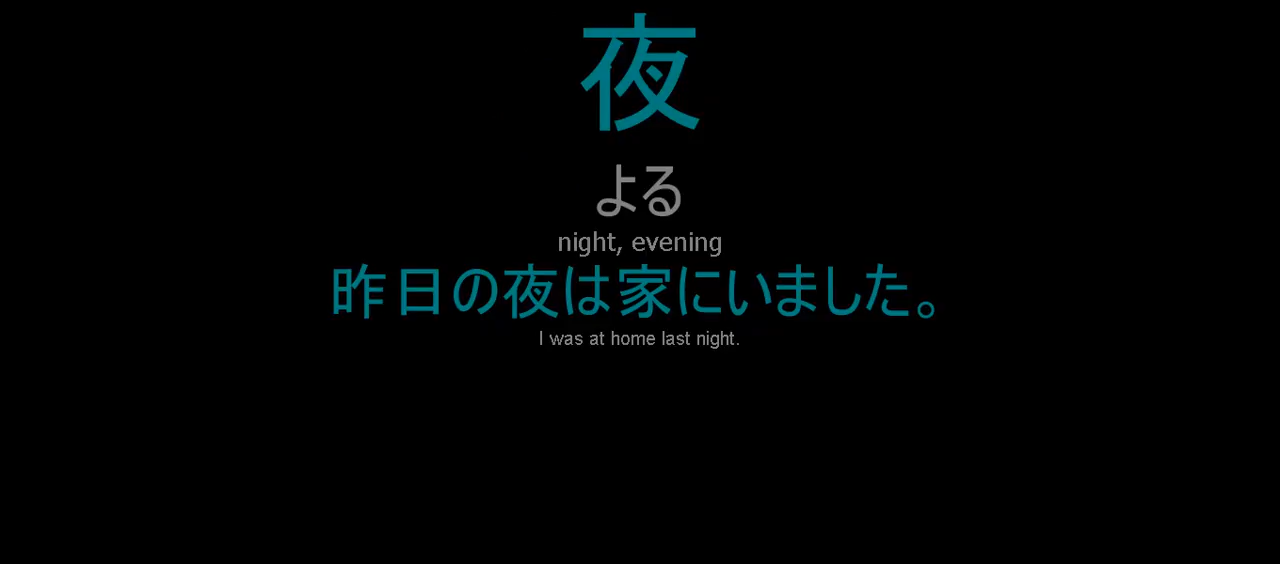 夜
よる
night, evening
昨日の夜は家にいました。
I was at home last night.